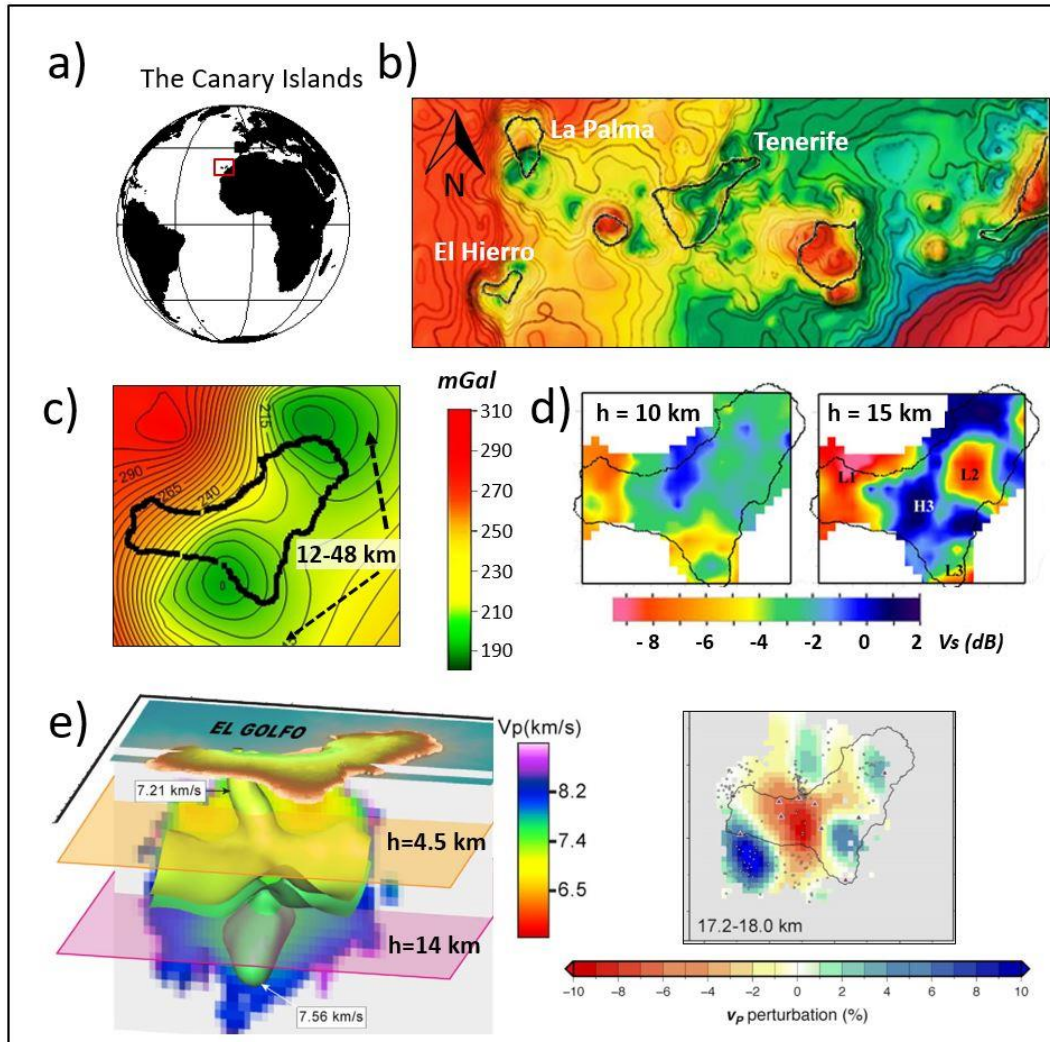 a)
The Canary Islands
b)
La Palma
Tenerife
N
El Hierro
c)
290
265
240
215
12-48 km
mGal
310
290
270
250
230
210
190
d)
h = 10 km
h = 15 km
L1
L2
H3
L3
- 8
-6
-4
-2
0
2
Vs (dB)
e)
EL GOLFO
7.21 km/s
h=4.5 km
h=14 km
7.56 km/s
Vp(km/s)
8.2
7.4
6.5
17.2-18.0 km
−10
−8
−6
−4
−2
0
2
4
6
8
10
vP perturbation (%)